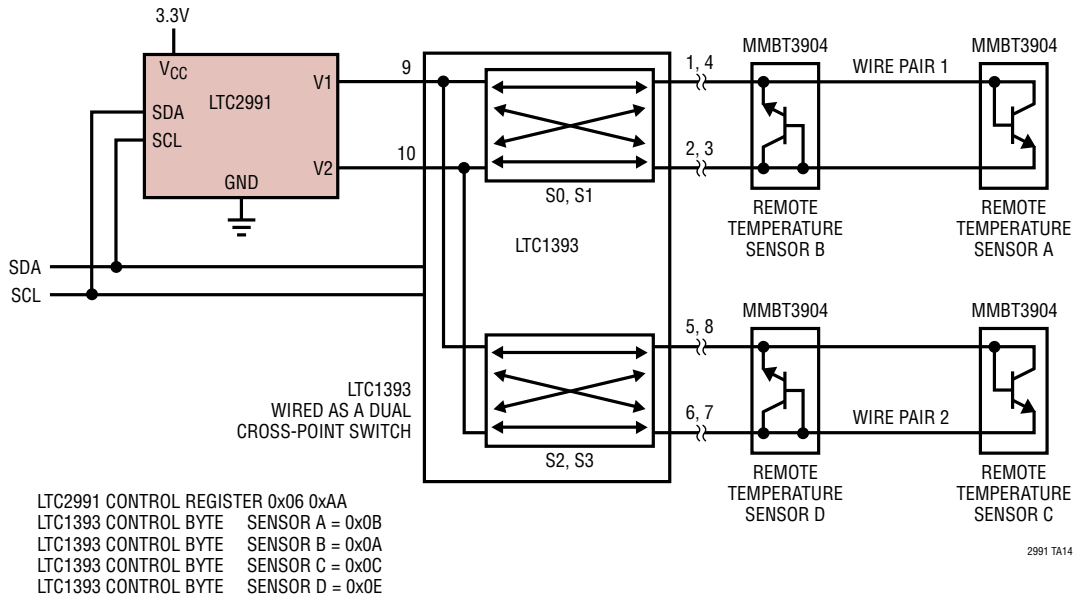 3.3V
VCC
LTC2991
SDA
SCL
GND
V1
V2
9
10
S0, S1
LTC1393
S2, S3
LTC1393
WIRED AS A DUAL
CROSS-POINT SWITCH
SDA
SCL
1, 4
2, 3
MMBT3904
WIRE PAIR 1
MMBT3904
REMOTE
TEMPERATURE
SENSOR B
REMOTE
TEMPERATURE
SENSOR A
5, 8
6, 7
MMBT3904
MMBT3904
WIRE PAIR 2
REMOTE
TEMPERATURE
SENSOR D
REMOTE
TEMPERATURE
SENSOR C
LTC2991 CONTROL REGISTER 0x06 0xAA
LTC1393 CONTROL BYTE SENSOR A = 0x0B
LTC1393 CONTROL BYTE SENSOR B = 0x0A
LTC1393 CONTROL BYTE SENSOR C = 0x0C
LTC1393 CONTROL BYTE SENSOR D = 0x0E
2991 TA14